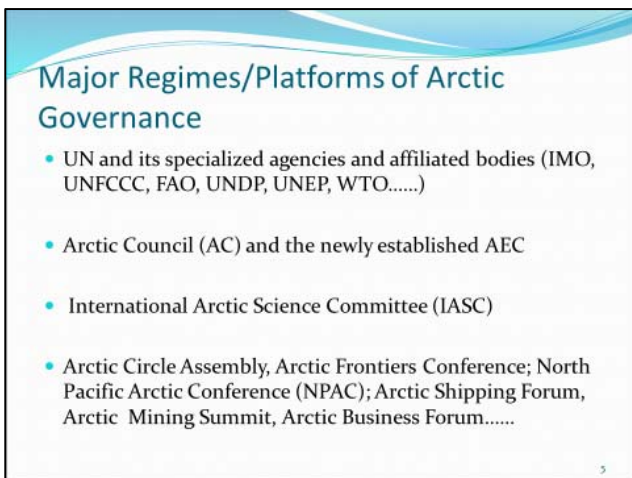 Major Regimes/Platforms of Arctic
Governance
• UN and its specialized agencies and affiliated bodies (IMO,
UNFCCC, FAO, UNDP, UNEP, WTO......)
• Arctic Council (AC) and the newly established AEC
• International Arctic Science Committee (IASC)
• Arctic Circle Assembly, Arctic Frontiers Conference; North
Pacific Arctic Conference (NPAC); Arctic Shipping Forum,
Arctic Mining Summit, Arctic Business Forum......
5